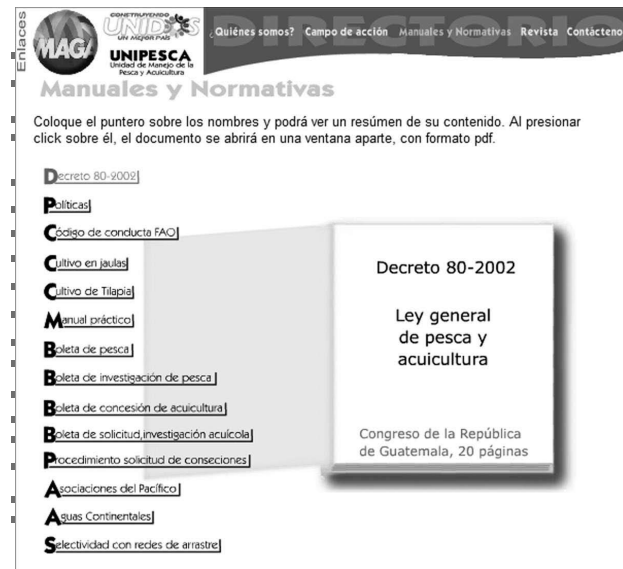 Enlaces
MAGA
CONSTRUYENDO
UNIDOS
UN MEJOR PAIS
UNIPESCA
Unidad de Manejo de la
Pesca y Acuicultura
DIRECTORIO
¿Quiénes somos? Campo de acción Manuales y Normativas Revista Contácteno
Manuales y Normativas
Coloque el puntero sobre los nombres y podrá ver un resúmen de su contenido. Al presionar
click sobre él, el documento se abrirá en una ventana aparte, con formato pdf.
Decreto 80-2002
Políticas
Código de conducta FAO
Cultivo en jaulas
Cultivo de Tilapia
Manual práctico
Boleta de pesca
Boleta de investigación de pesca
Boleta de concesión de acuicultura
Boleta de solicitud,investigación acuícola
Procedimiento solicitud de conseciones
Asociaciones del Pacífico
Aguas Continentales
Selectividad con redes de arrastre
Decreto 80-2002
Ley general
de pesca y
acuicultura
Congreso de la República
de Guatemala, 20 páginas